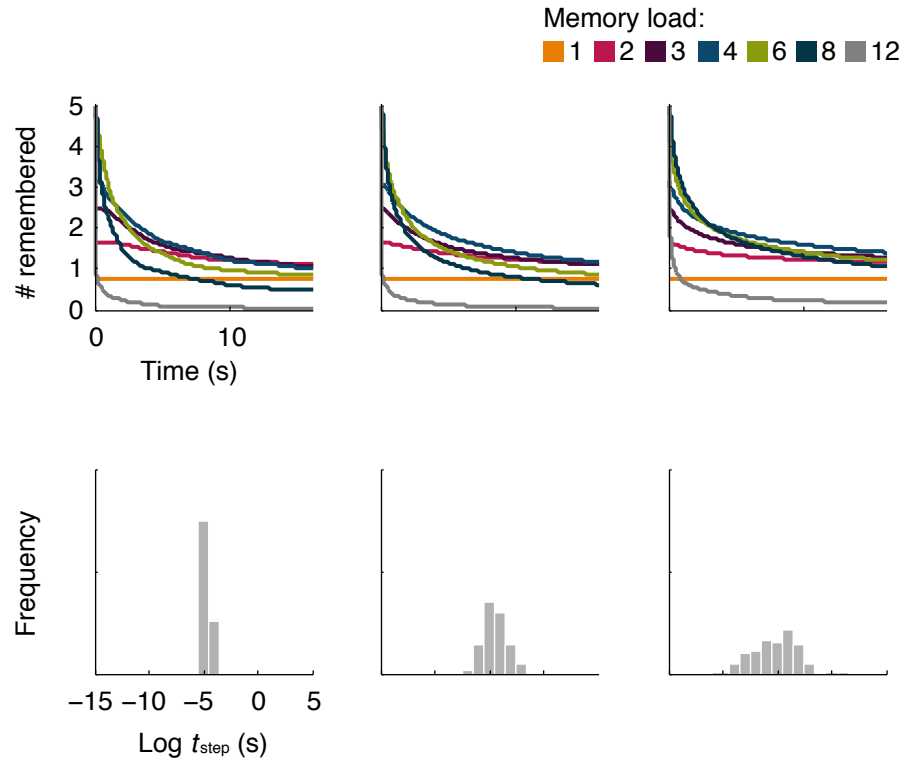 Memory load:
1 2 3 4 6 8 12
# remembered
5
4
3
2
1
0
0 10
Time (s)
Frequency
−15 −10 −5 0 5
Log tstep (s)